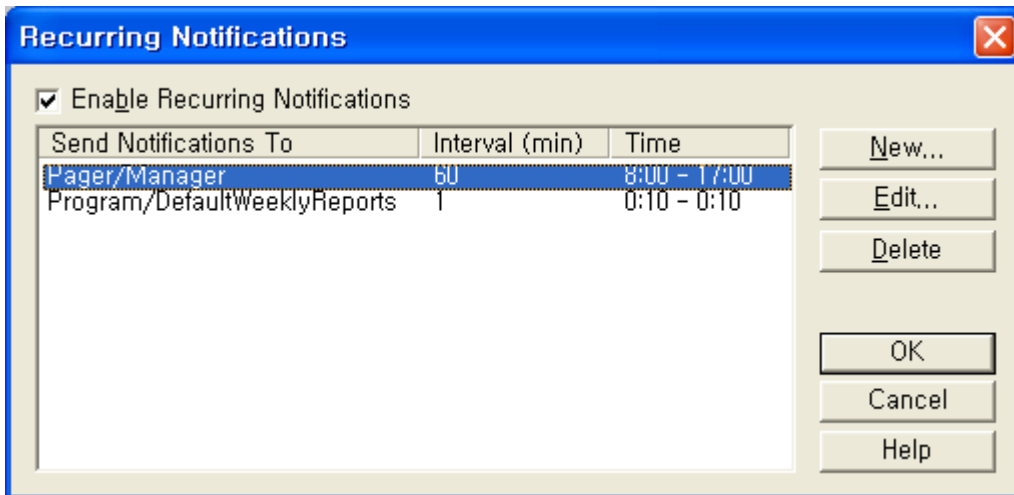 Recurring Notifications
Enable Recurring Notifications
Send Notifications To Interval (min) Time
Pager/Manager 60 8:00 - 17:00
Program/DefaultWeeklyReports 1 0:10 - 0:10
New...
Edit...
Delete
OK
Cancel
Help